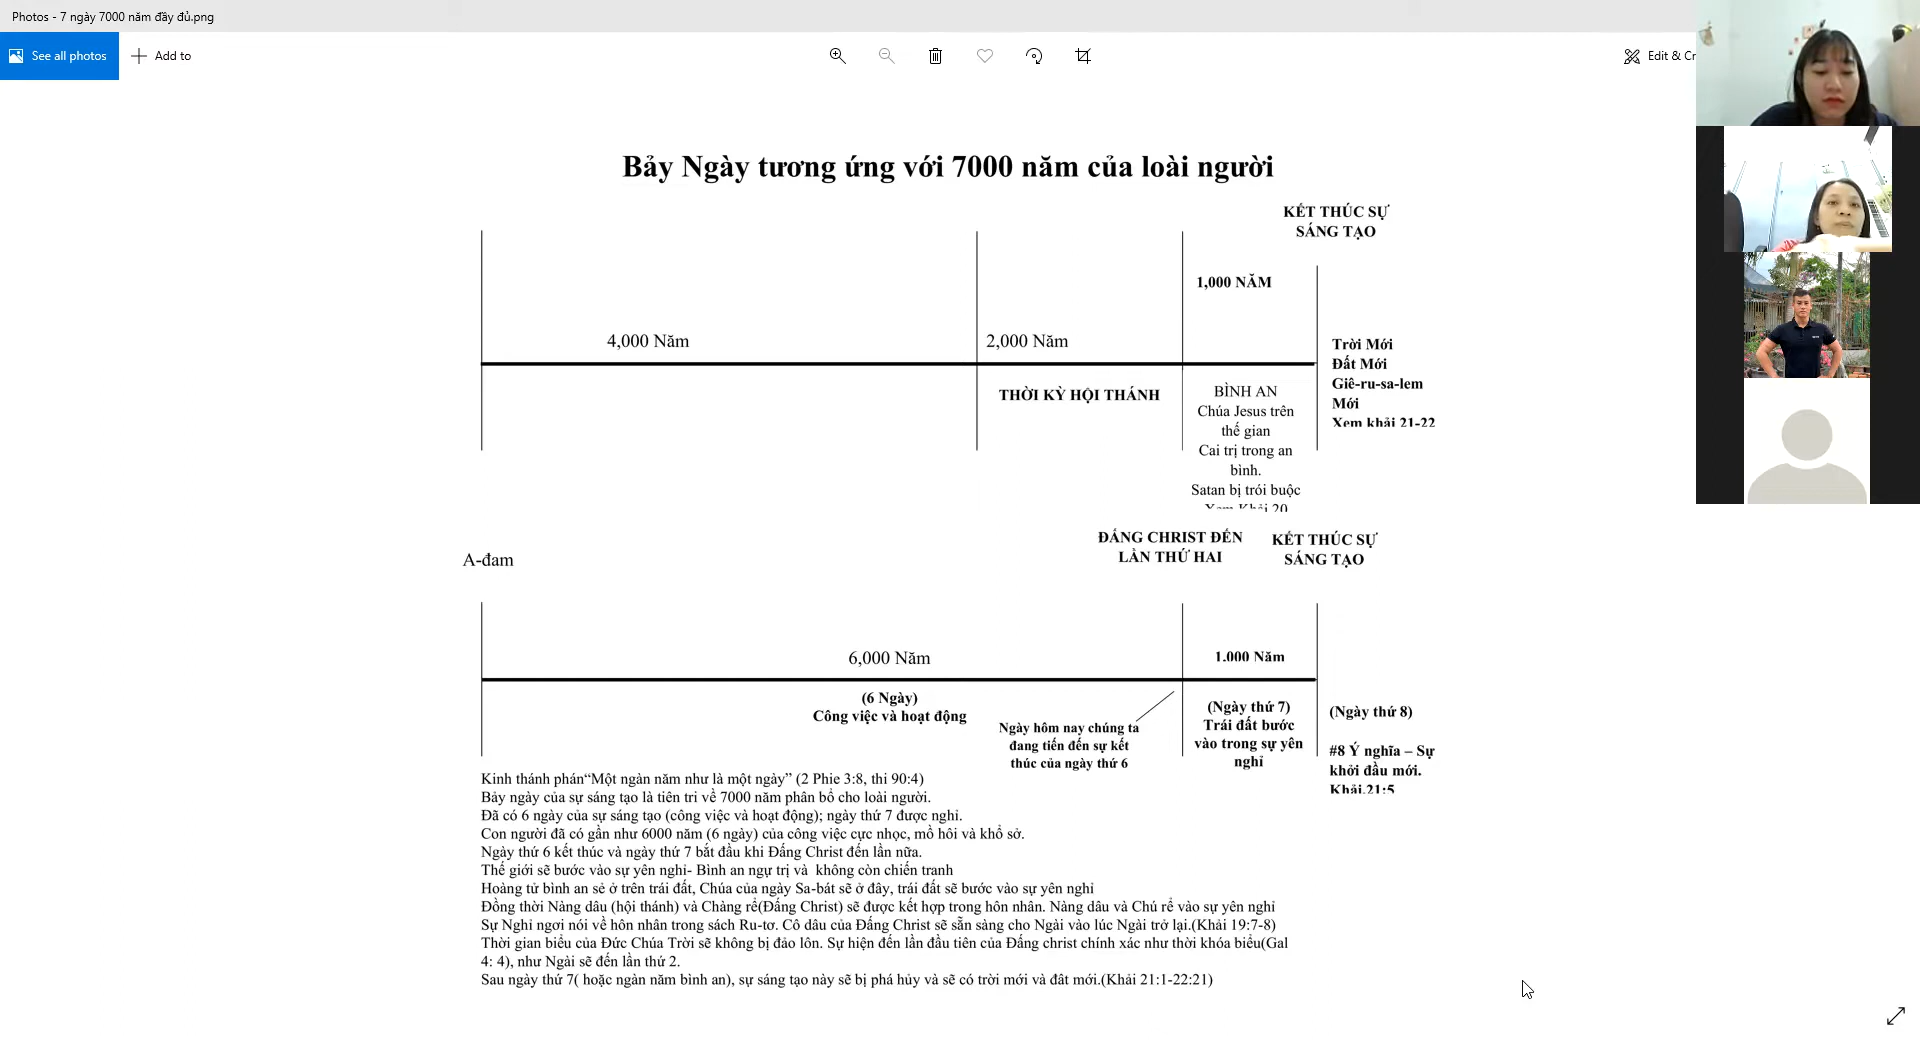 Photos - 7 ngày 7000 năm đầy đủ.png
See all photos
Add to
Edit & Cr
Bảy Ngày tương ứng với 7000 năm của loài người
KẾT THÚC SỰ
SÁNG TẠO
1,000 NĂM
4,000 Năm
2,000 Năm
THỜI KỲ HỘI THÁNH
BÌNH AN
Chúa Jesus trên
thế gian
Cai trị trong an
bình.
Satan bị trói buộc
Xem Khải 20
Trời Mới
Đất Mới
Giê-ru-sa-lem
Mới
Xem khải 21-22
A-đam
ĐẤNG CHRIST ĐẾN
LẦN THỨ HAI
KẾT THÚC SỰ
SÁNG TẠO
6,000 Năm
1.000 Năm
(6 Ngày)
Công việc và hoạt động
Ngày hôm nay chúng ta
đang tiến đến sự kết
thúc của ngày thứ 6
(Ngày thứ 7)
Trái đất bước
vào trong sự yên
nghỉ
(Ngày thứ 8)
#8 Ý nghĩa – Sự
khởi đầu mới.
Khải.21:5
Kinh thánh phán“Một ngàn năm như là một ngày” (2 Phie 3:8, thi 90:4)
Bảy ngày của sự sáng tạo là tiên tri về 7000 năm phân bổ cho loài người.
Đã có 6 ngày của sự sáng tạo (công việc và hoạt động); ngày thứ 7 được nghỉ.
Con người đã có gần như 6000 năm (6 ngày) của công việc cực nhọc, mồ hôi và khổ sở.
Ngày thứ 6 kết thúc và ngày thứ 7 bắt đầu khi Đấng Christ đến lần nữa.
Thế giới sẽ bước vào sự yên nghỉ- Bình an ngự trị và  không còn chiến tranh
Hoàng tử bình an sẻ ở trên trái đất, Chúa của ngày Sa-bát sẽ ở đây, trái đất sẽ bước vào sự yên nghỉ
Đồng thời Nàng dâu (hội thánh) và Chàng rể(Đấng Christ) sẽ được kết hợp trong hôn nhân. Nàng dâu và Chú rể vào sự yên nghỉ
Sự Nghỉ ngơi nói về hôn nhân trong sách Ru-tơ. Cô dâu của Đấng Christ sẽ sẵn sàng cho Ngài vào lúc Ngài trở lại.(Khải 19:7-8)
Thời gian biểu của Đức Chúa Trời sẽ không bị đảo lộn. Sự hiện đến lần đầu tiên của Đấng christ chính xác như thời khóa biểu(Gal
4: 4), như Ngài sẽ đến lần thứ 2.
Sau ngày thứ 7( hoặc ngàn năm bình an), sự sáng tạo này sẽ bị phá hủy và sẽ có trời mới và đất mới.(Khải 21:1-22:21)